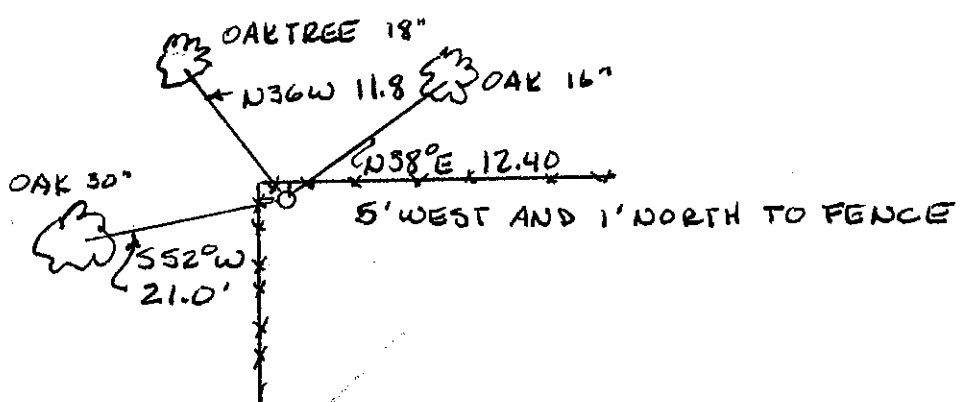 OAKTREE 18"
N36W 11.8
OAK 16"
N38°E 12.40
OAK 30"
5' WEST AND 1' NORTH TO FENCE
S52°W
21.0'